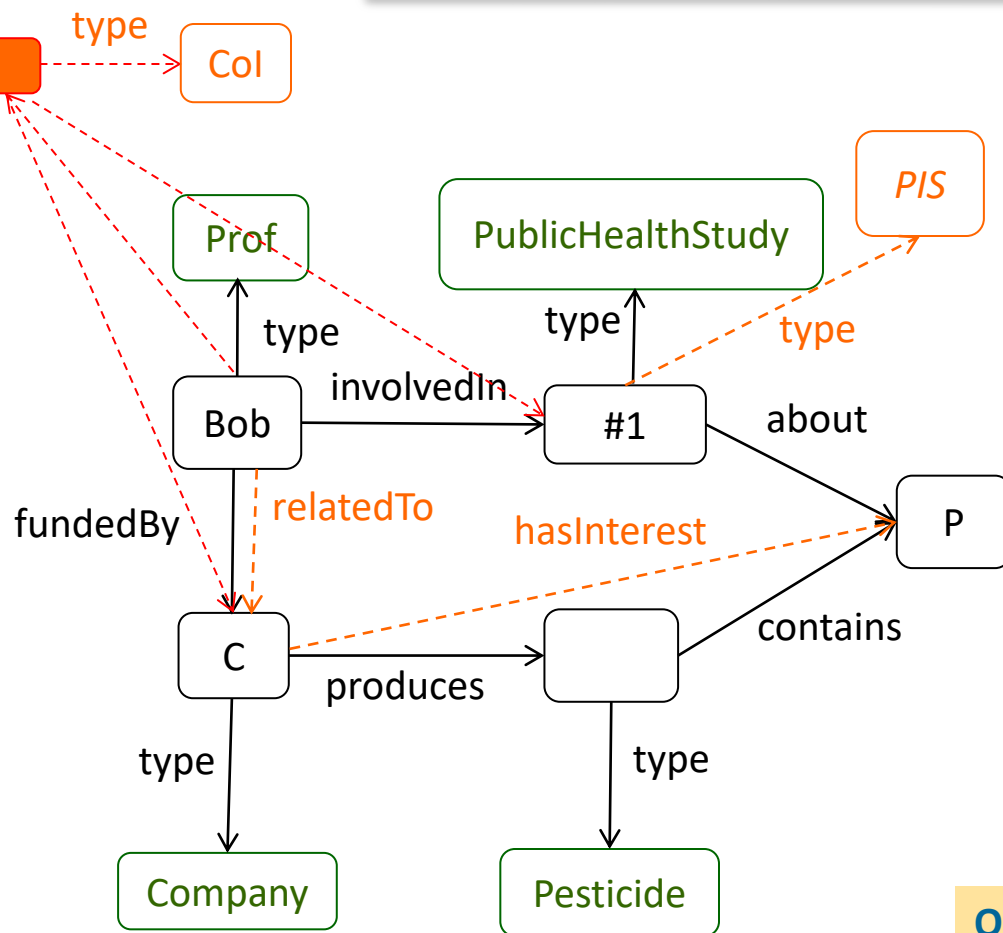 type
CoI
PIS
Prof
PublicHealthStudy
type
type
type
involvedIn
Bob
#1
about
fundedBy
relatedTo
hasInterest
P
C
contains
produces
type
type
Company
Pesticide